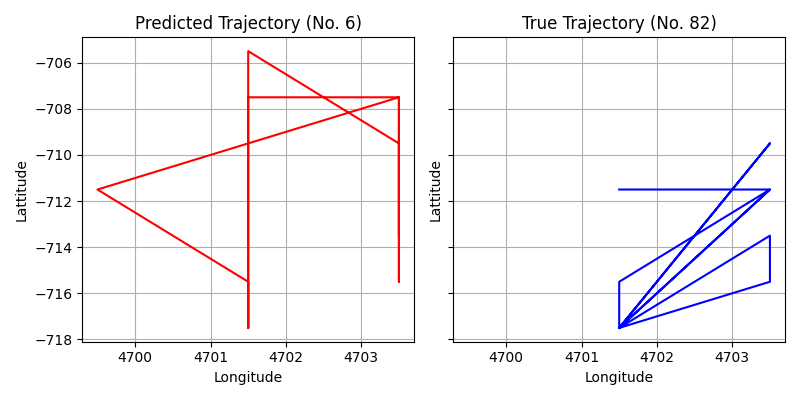 Predicted Trajectory (No. 6)
True Trajectory (No. 82)
−706
−708
−710
−712
−714
−716
−718
Lattitude
Lattitude
4700
4701
4702
4703
4700
4701
4702
4703
Longitude
Longitude